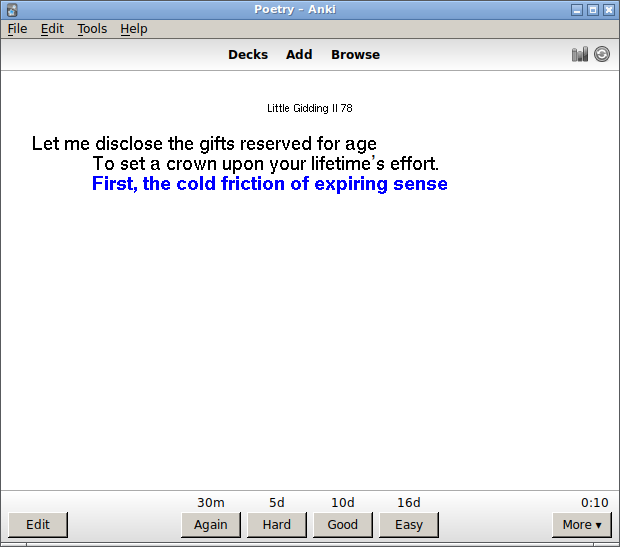 Poetry – Anki
File Edit Tools Help
Decks Add Browse
Little Gidding II 78
Let me disclose the gifts reserved for age
To set a crown upon your lifetime's effort.
First, the cold friction of expiring sense
30m 5d 10d 16d 0:10
Edit Again Hard Good Easy More ▾